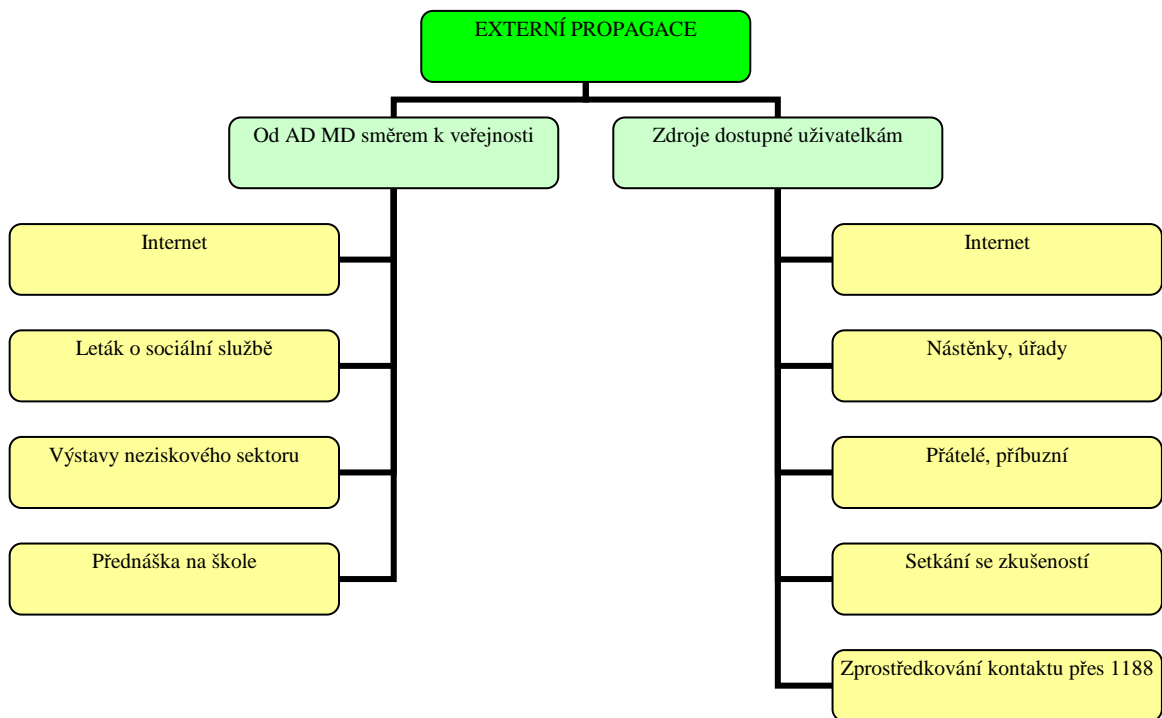 EXTERNÍ PROPAGACE
Od AD MD směrem k veřejnosti
Internet
Leták o sociální službě
Výstavy neziskového sektoru
Přednáška na škole
Zdroje dostupné uživatelkám
Internet
Nástěnky, úřady
Přátelé, příbuzní
Setkání se zkušeností
Zprostředkování kontaktu přes 1188